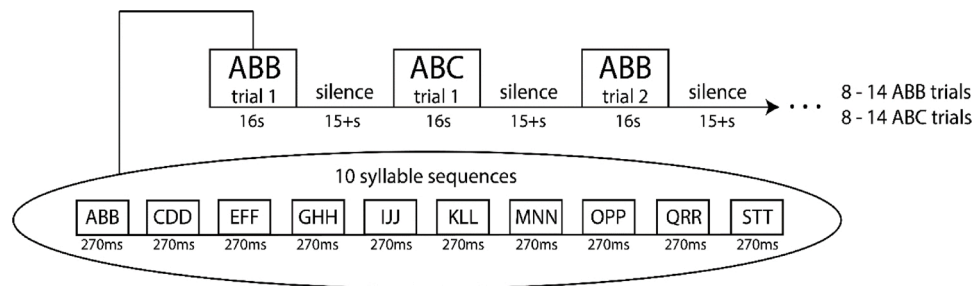 ABB ABC ABB
trial 1 silence trial 1 silence trial 2 silence
16s 15+s 16s 15+s 16s 15+s
• • •
8 - 14 ABB trials
8 - 14 ABC trials
10 syllable sequences
ABB CDD EFF GHH IJJ KLL MNN OPP QRR STT
270ms 270ms 270ms 270ms 270ms 270ms 270ms 270ms 270ms 270ms